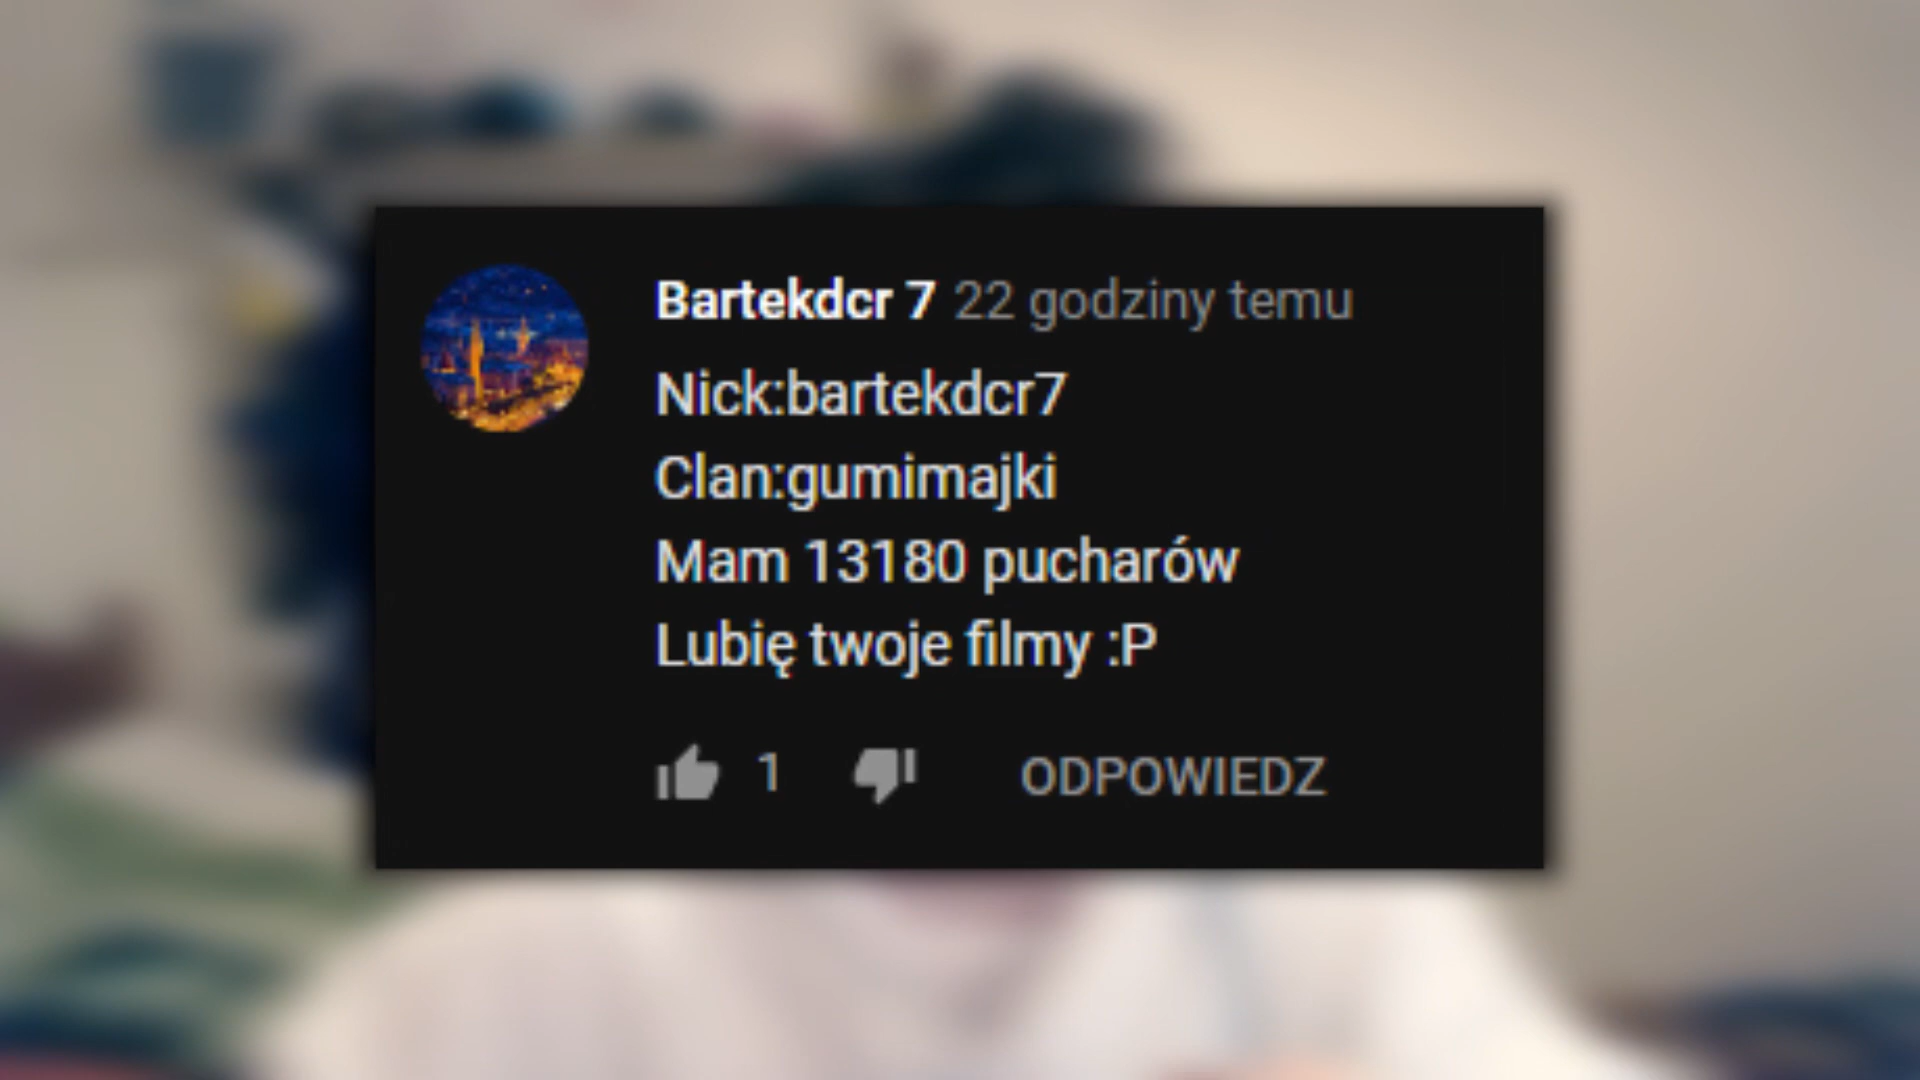 Bartekdcr 7 22 godziny temu
Nick:bartekdcr7
Clan:gumimajki
Mam 13180 pucharów
Lubię twoje filmy :P
1 ODPOWIEDZ